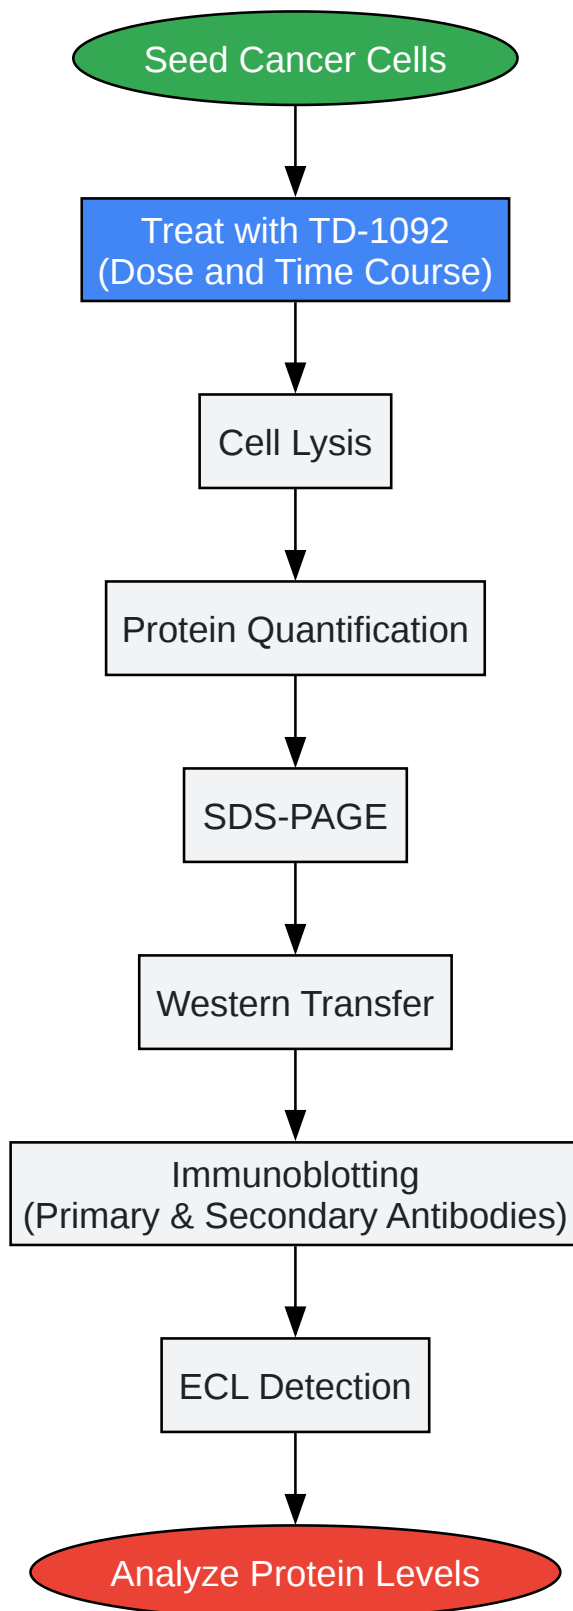 Seed Cancer Cells
Treat with TD-1092
(Dose and Time Course)
Cell Lysis
Protein Quantification
SDS-PAGE
Western Transfer
Immunoblotting
(Primary & Secondary Antibodies)
ECL Detection
Analyze Protein Levels